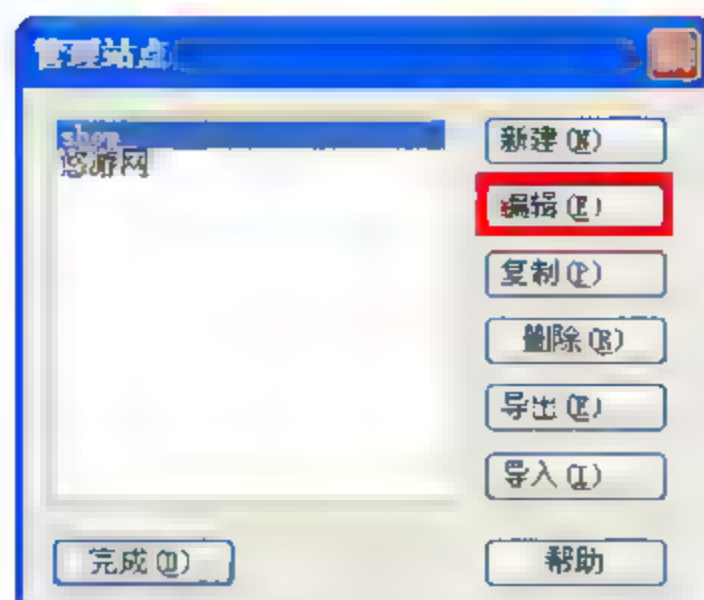 管理站点
shop
悠游网
新建(N)
编辑(E)
复制(P)
删除(R)
导出(E)
导入(I)
完成(D)
帮助